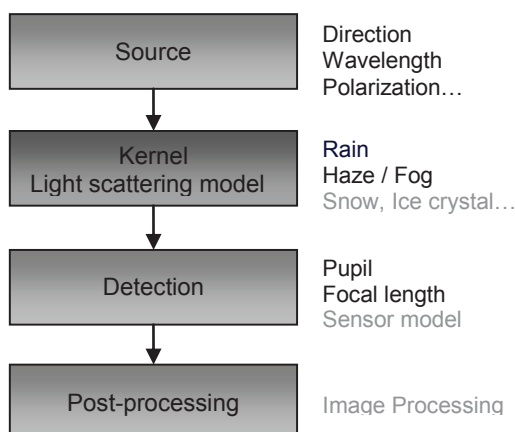 Source
Direction
Wavelength
Polarization…
Kernel
Light scattering model
Rain
Haze / Fog
Snow, Ice crystal…
Detection
Pupil
Focal length
Sensor model
Post-processing
Image Processing